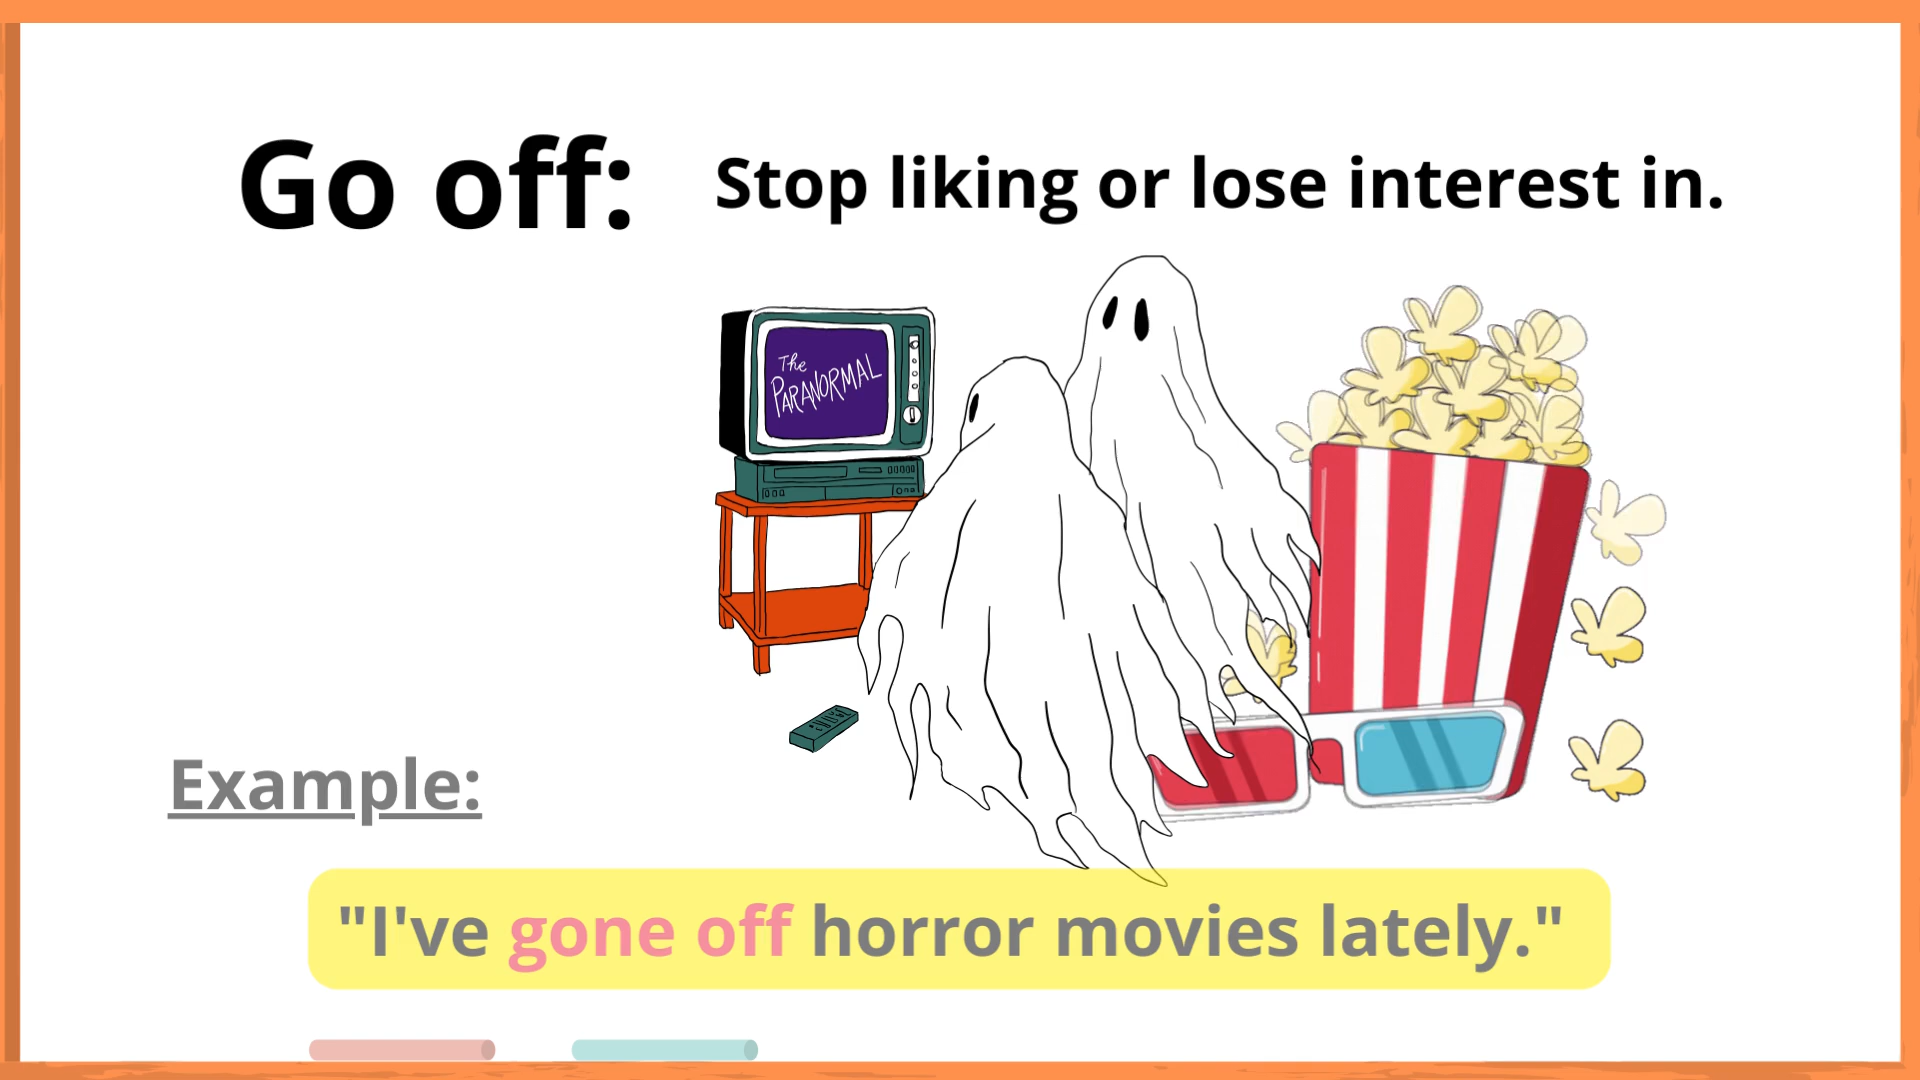 Go off: Stop liking or lose interest in.
The
PARANORMAL
Example:
"I've gone off horror movies lately."